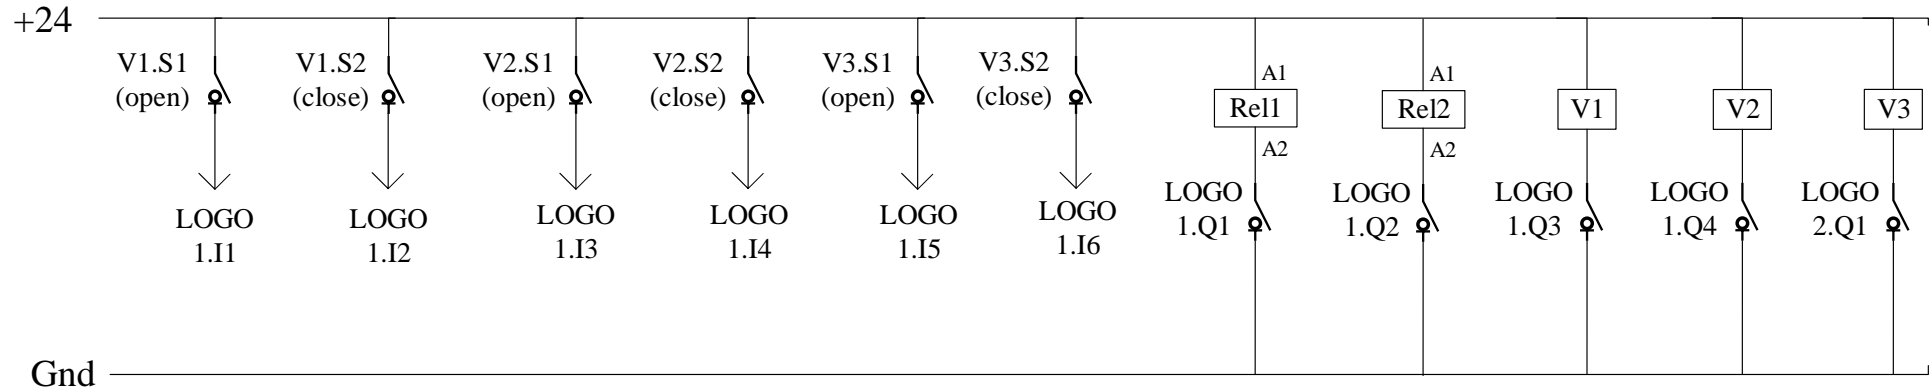 +24
V1.S1
(open)
V1.S2
(close)
V2.S1
(open)
V2.S2
(close)
V3.S1
(open)
V3.S2
(close)
A1
Rel1
A2
A1
Rel2
A2
V1
V2
V3
LOGO
1.I1
LOGO
1.I2
LOGO
1.I3
LOGO
1.I4
LOGO
1.I5
LOGO
1.I6
LOGO
1.Q1
LOGO
1.Q2
LOGO
1.Q3
LOGO
1.Q4
LOGO
2.Q1
Gnd